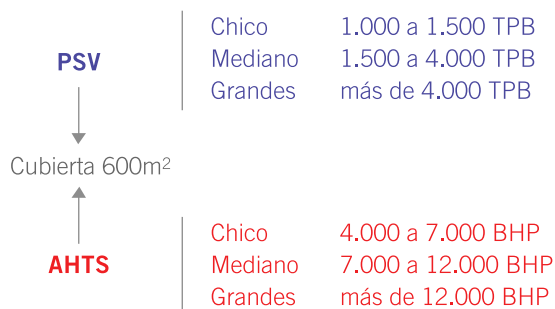 PSV
Chico 1.000 a 1.500 TPB
Mediano 1.500 a 4.000 TPB
Grandes más de 4.000 TPB
Cubierta 600m²
AHTS
Chico 4.000 a 7.000 BHP
Mediano 7.000 a 12.000 BHP
Grandes más de 12.000 BHP